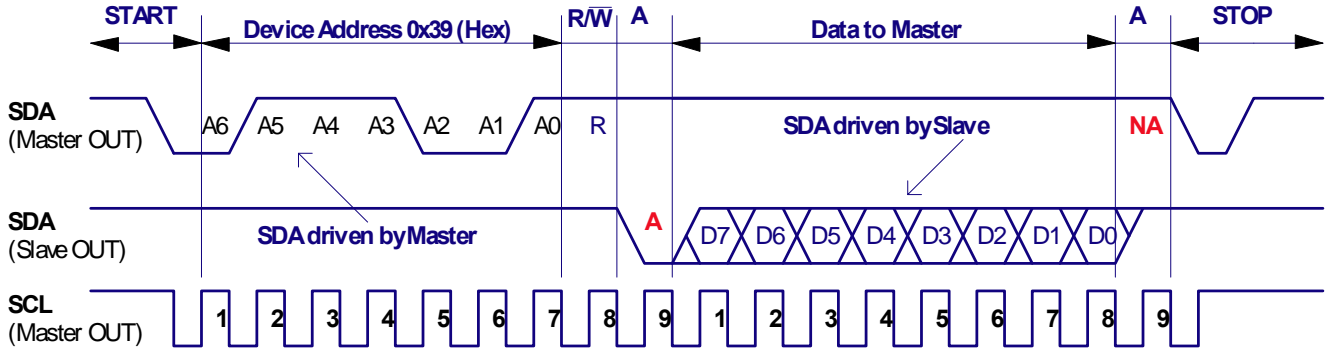 START Device Address 0x39 (Hex) R/W̅ A Data to Master A STOP
SDA
(Master OUT)
A6 A5 A4 A3 A2 A1 A0 R SDA driven by Slave NA
SDA
(Slave OUT)
SDA driven by Master A D7 D6 D5 D4 D3 D2 D1 D0
SCL
(Master OUT)
1 2 3 4 5 6 7 8 9 1 2 3 4 5 6 7 8 9